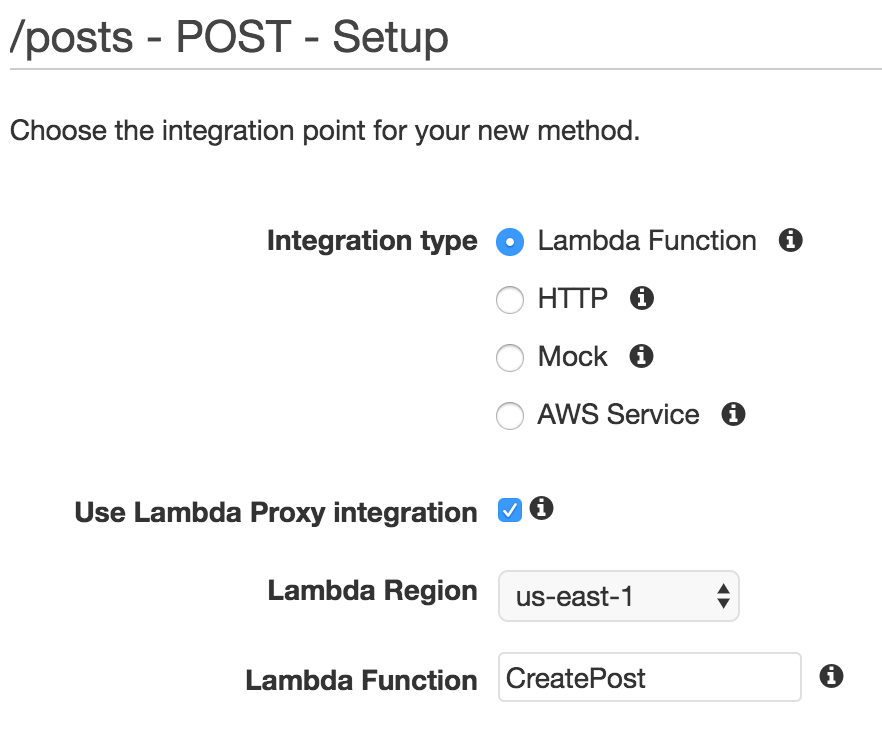 /posts - POST - Setup
Choose the integration point for your new method.
Integration type Lambda Function
HTTP
Mock
AWS Service
Use Lambda Proxy integration
Lambda Region us-east-1
Lambda Function CreatePost